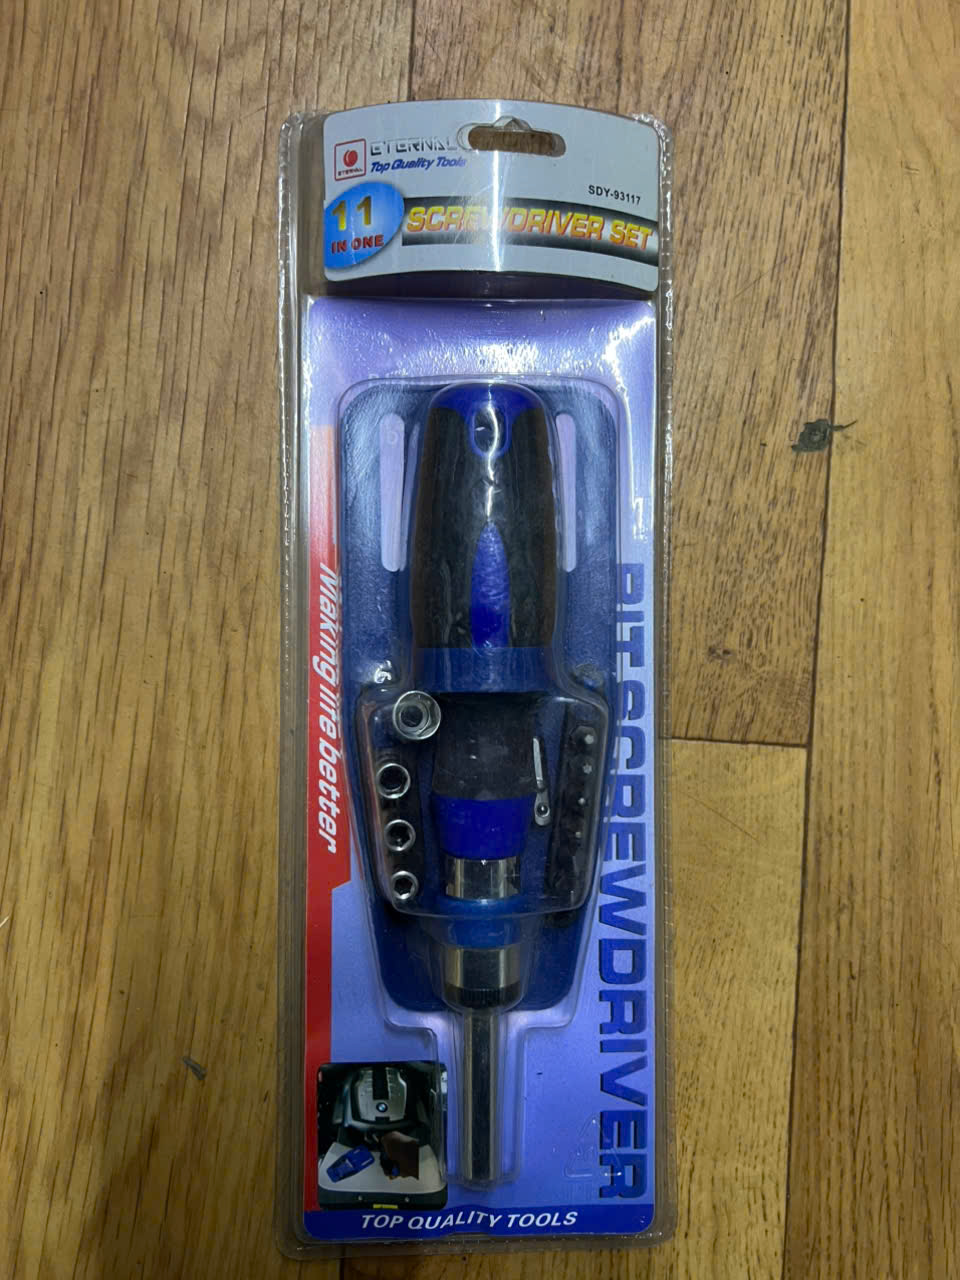 ETERNAL
ETERNAL
Top Quality Tools
SDY-93117
11
IN ONE
SCREWDRIVER SET
Making life better
BIT SCREWDRIVER
TOP QUALITY TOOLS